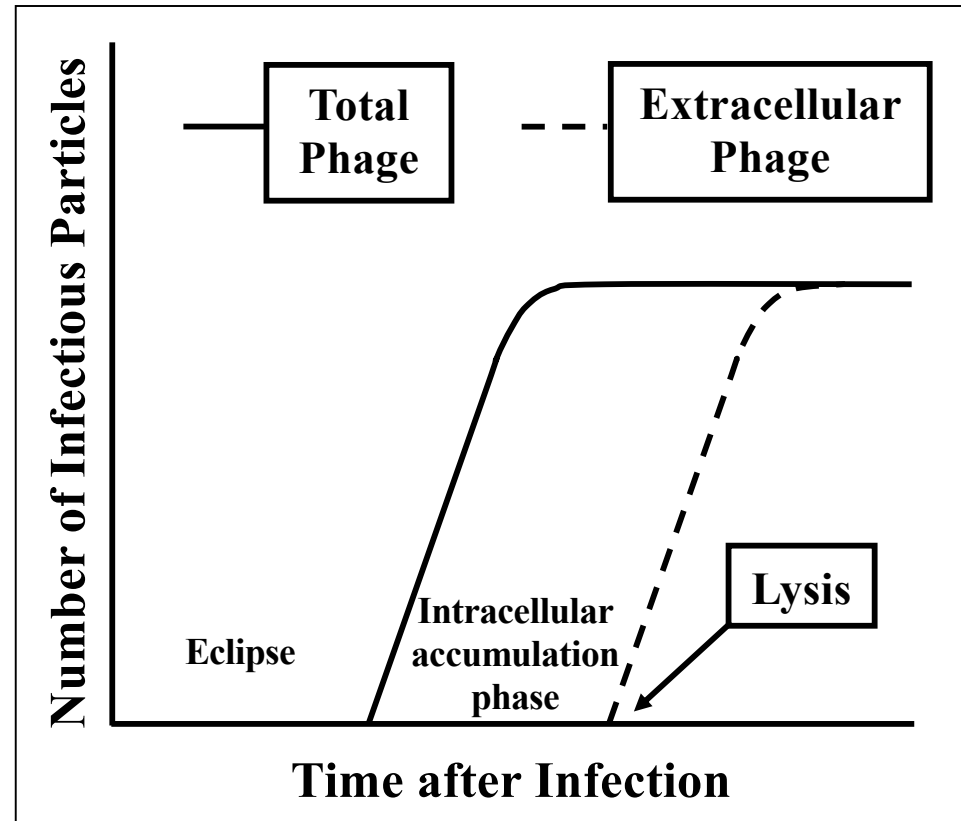 Number of Infectious Particles
Total
Phage
Extracellular
Phage
Eclipse
Intracellular
accumulation
phase
Lysis
Time after Infection